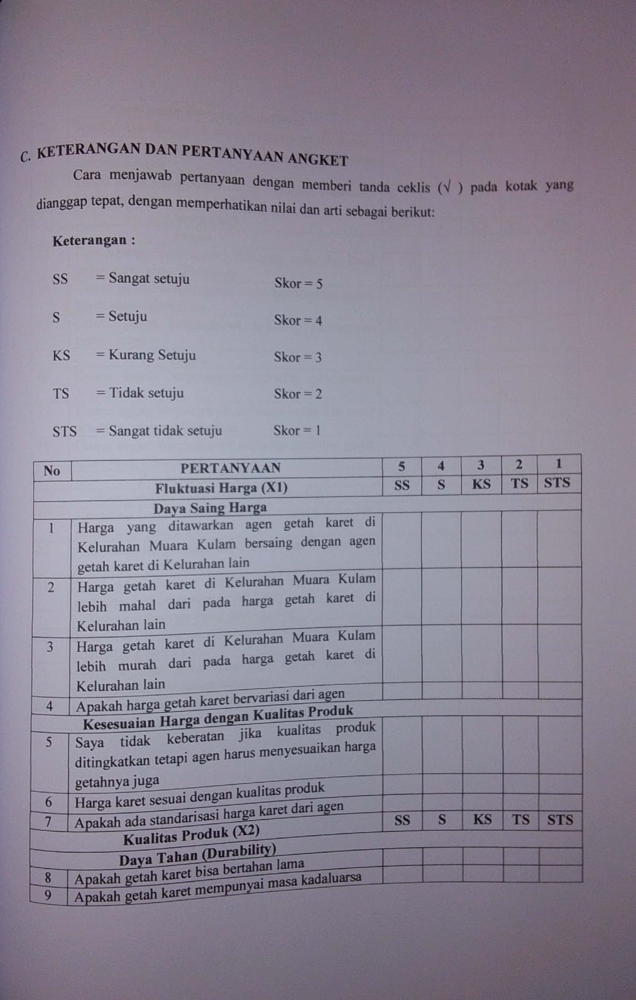 C. KETERANGAN DAN PERTANYAAN ANGKET
Cara menjawab pertanyaan dengan memberi tanda ceklis (√ ) pada kotak yang
dianggap tepat, dengan memperhatikan nilai dan arti sebagai berikut:
Keterangan :
SS = Sangat setuju Skor = 5
S = Setuju Skor = 4
KS = Kurang Setuju Skor = 3
TS = Tidak setuju Skor = 2
STS = Sangat tidak setuju Skor = 1
No PERTANYAAN 5 4 3 2 1
Fluktuasi Harga (X1) SS S KS TS STS
Daya Saing Harga
1 Harga yang ditawarkan agen getah karet di
Kelurahan Muara Kulam bersaing dengan agen
getah karet di Kelurahan lain
2 Harga getah karet di Kelurahan Muara Kulam
lebih mahal dari pada harga getah karet di
Kelurahan lain
3 Harga getah karet di Kelurahan Muara Kulam
lebih murah dari pada harga getah karet di
Kelurahan lain
4 Apakah harga getah karet bervariasi dari agen
Kesesuaian Harga dengan Kualitas Produk
5 Saya tidak keberatan jika kualitas produk
ditingkatkan tetapi agen harus menyesuaikan harga
getahnya juga
6 Harga karet sesuai dengan kualitas produk
7 Apakah ada standarisasi harga karet dari agen
Kualitas Produk (X2) SS S KS TS STS
Daya Tahan (Durability)
8 Apakah getah karet bisa bertahan lama
9 Apakah getah karet mempunyai masa kadaluarsa